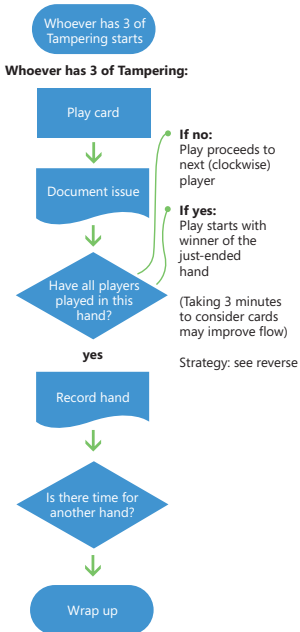 Whoever has 3 of
Tampering starts
Whoever has 3 of Tampering:
Play card
Document issue
Have all players
played in this
hand?
If no:
Play proceeds to
next (clockwise)
player
If yes:
Play starts with
winner of the
just-ended
hand
(Taking 3 minutes
to consider cards
may improve flow)
Strategy: see reverse
yes
Record hand
Is there time for
another hand?
Wrap up